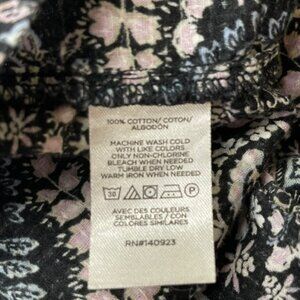 100% COTTON/ COTON/
ALGODÓN
MACHINE WASH COLD
WITH LIKE COLORS
ONLY NON-CHLORINE
BLEACH WHEN NEEDED
TUMBLE DRY LOW
WARM IRON WHEN NEEDED
30 P
AVEC DES COULEURS
SEMBLABLES / CON
COLORES SIMILARES
RN#140923